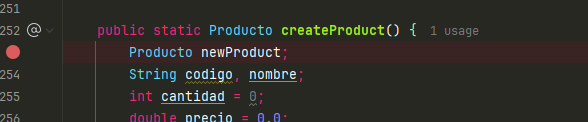 251
252 @ public static Producto createProduct() { 1 usage
Producto newProduct;
254 String codigo, nombre;
255 int cantidad = 0;
256 double precio = 0.0;